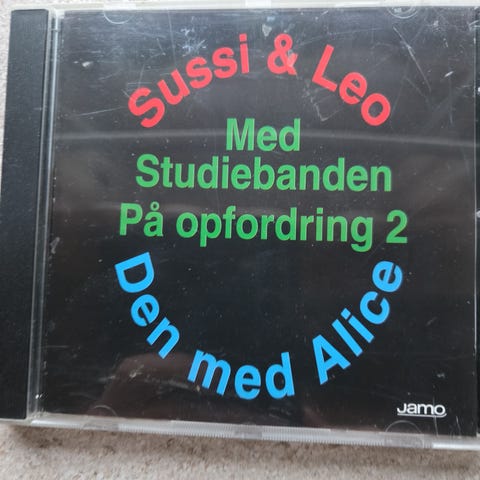 Sussi & Leo
Med
Studiebanden
På opfordring 2
Den med Alice
Jamo